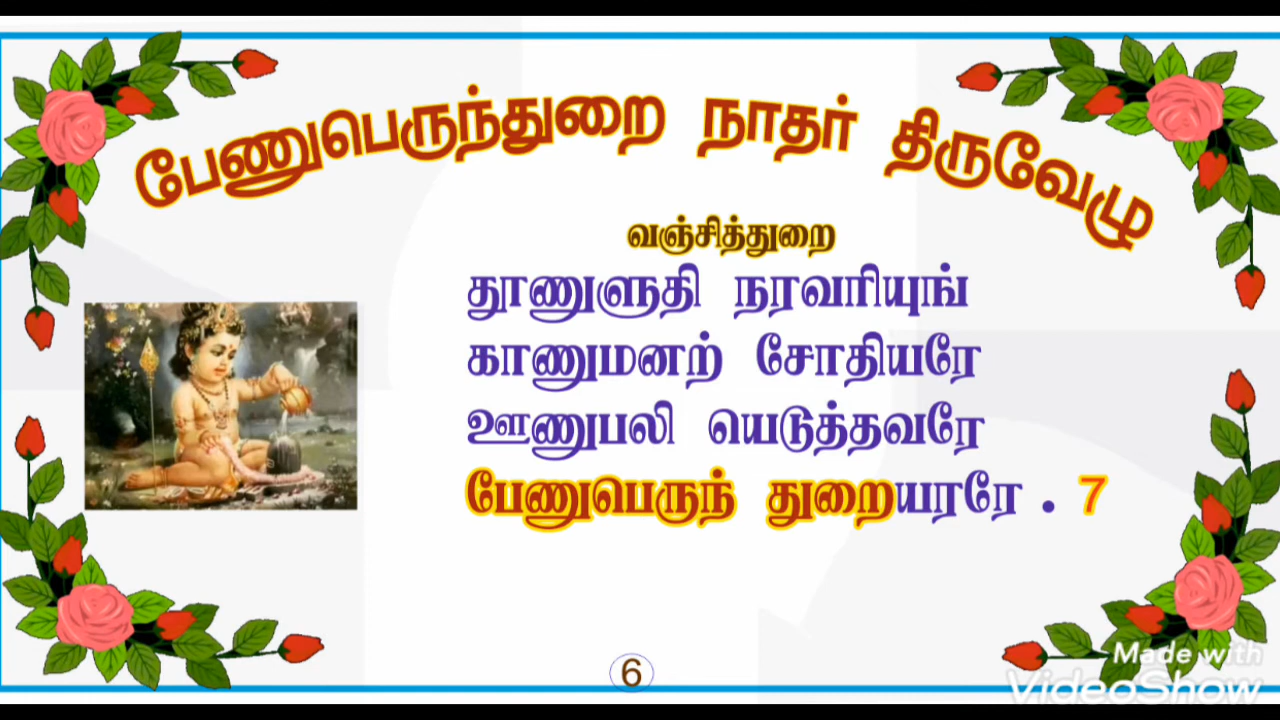 பேணுபெருந்துறை நாதர் திருவேழு
வஞ்சித்துறை
தூணுளுதி நரவரியுங்
காணுமனற் சோதியரே
ஊணுபலி யெடுத்தவரே
பேணுபெருந் துறையரரே . 7
6
Made with
VideoShow